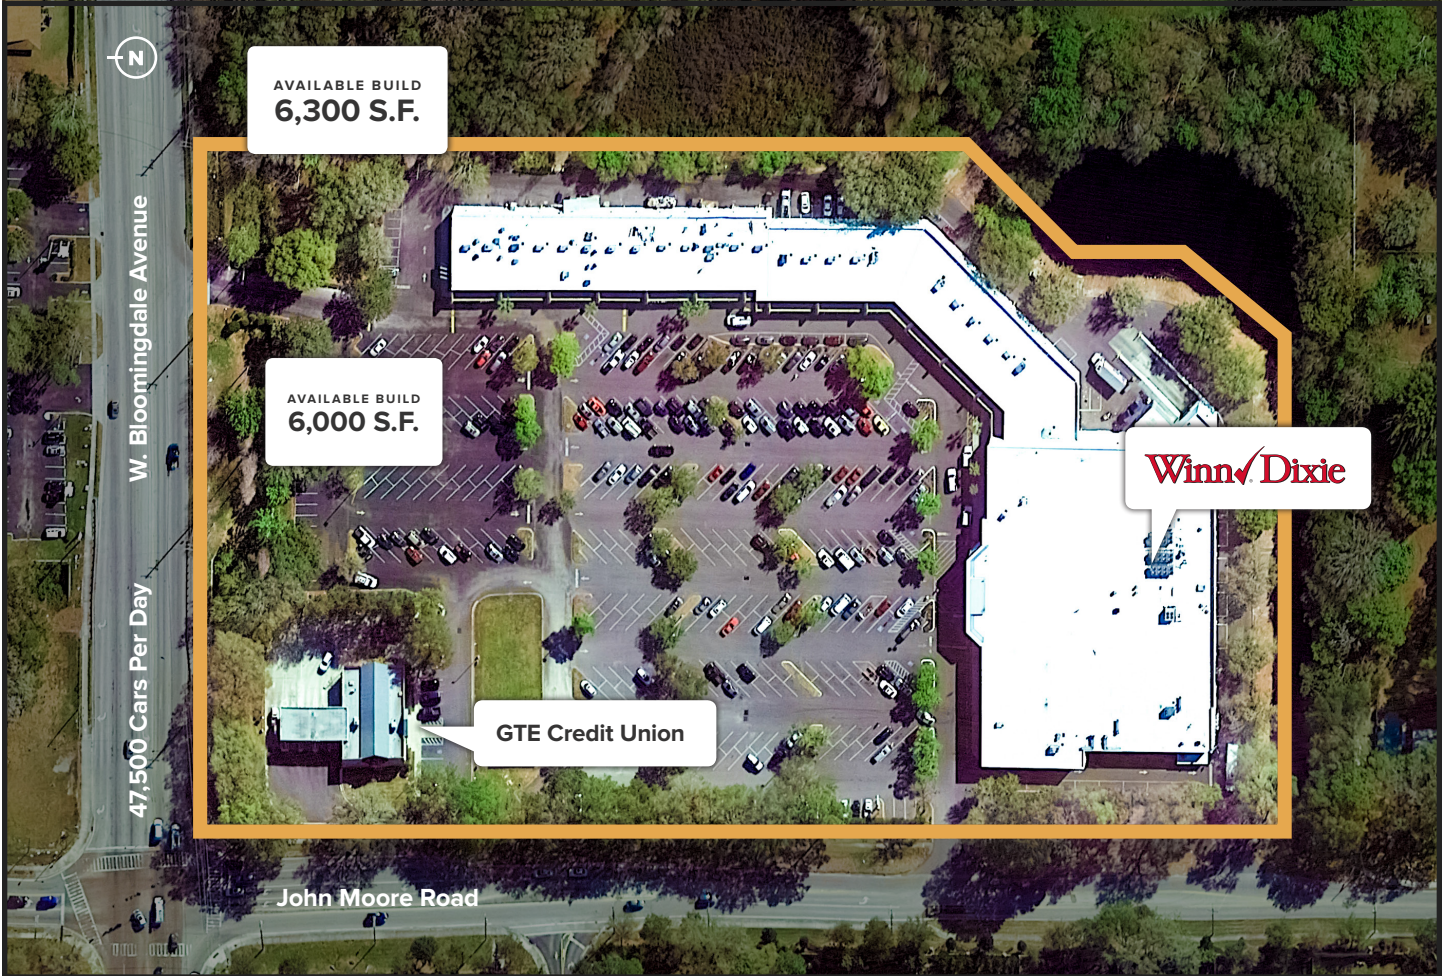 N
AVAILABLE BUILD
6,300 S.F.
W. Bloomingdale Avenue
AVAILABLE BUILD
6,000 S.F.
Winn Dixie
47,500 Cars Per Day
GTE Credit Union
John Moore Road